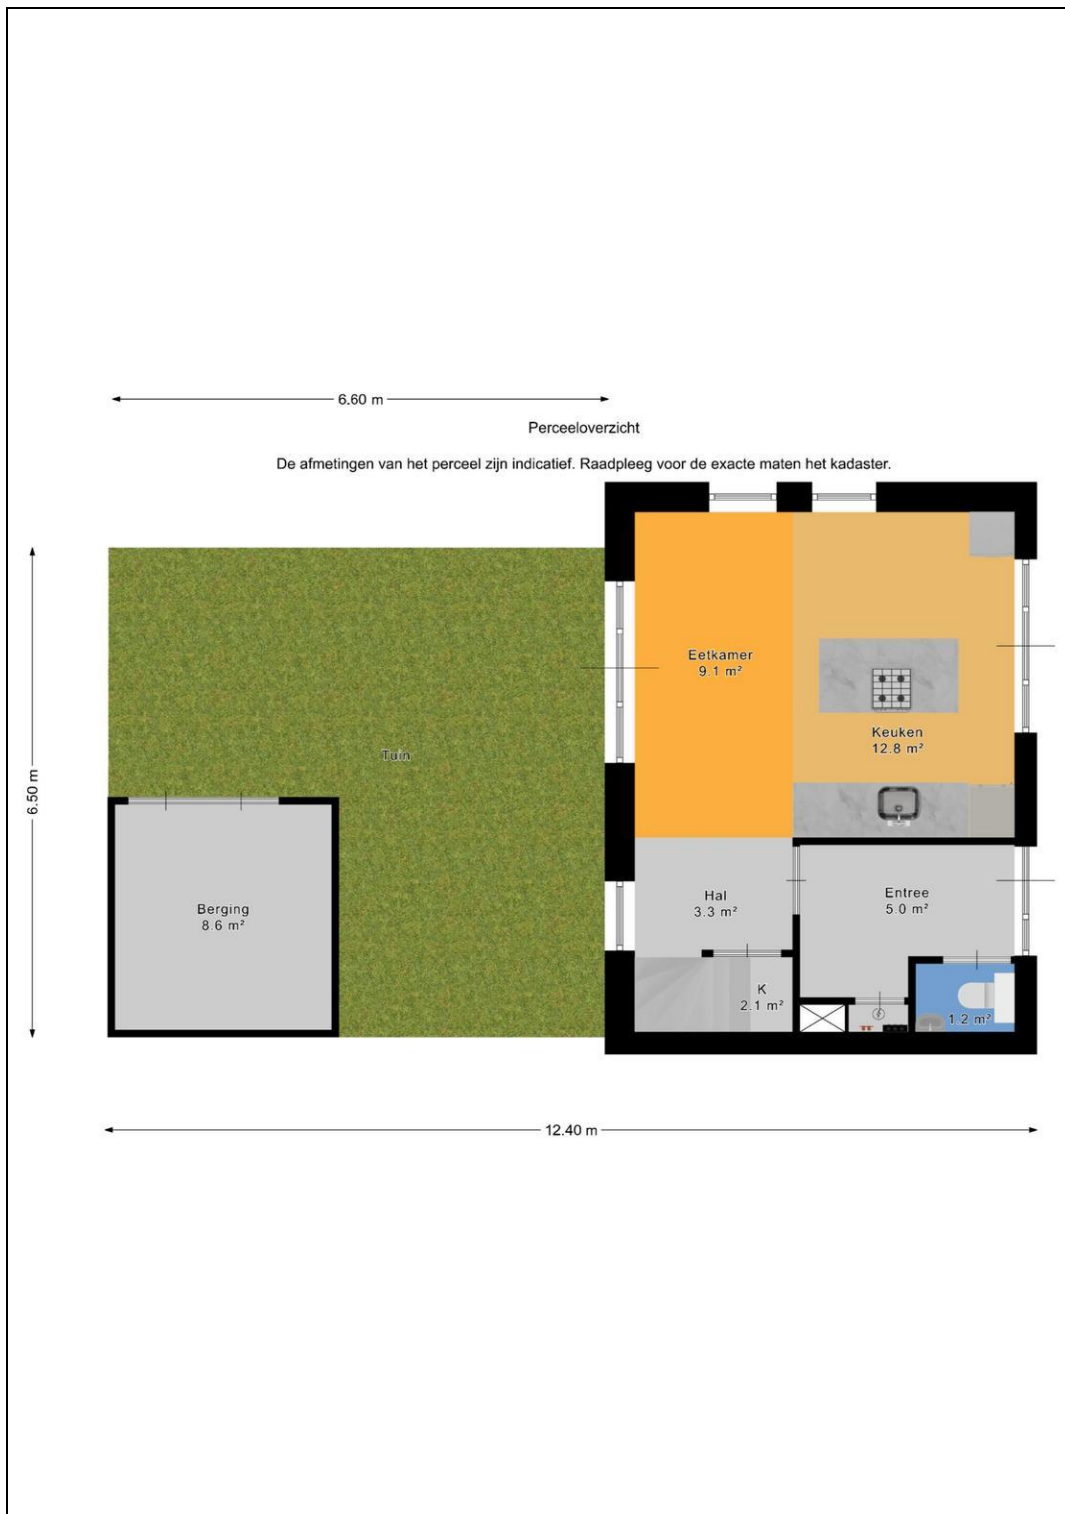 6.60 m
Perceeloverzicht
De afmetingen van het perceel zijn indicatief. Raadpleeg voor de exacte maten het kadaster.
6.50 m
Eetkamer
9.1 m²
Keuken
12.8 m²
Tuin
Berging
8.6 m²
Hal
3.3 m²
Entree
5.0 m²
K
2.1 m²
1.2 m²
12.40 m